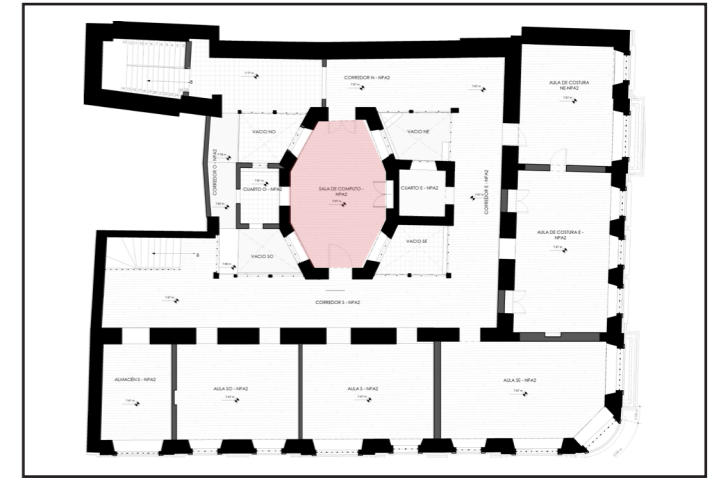 CORREDOR N - NPA2
AULA DE COSTURA
NE-NPA2
VACIO NO
VACIO NE
CORREDOR O - NPA2
CUARTO O - NPA2
SALA DE COMPUTO -
NPA2
CUARTO E - NPA2
CORREDOR E - NPA2
AULA DE COSTURA E -
NPA2
VACIO SO
VACIO SE
CORREDOR S - NPA2
ALMACÉN S - NPA2
AULA SO - NPA2
AULA S - NPA2
AULA SE - NPA2